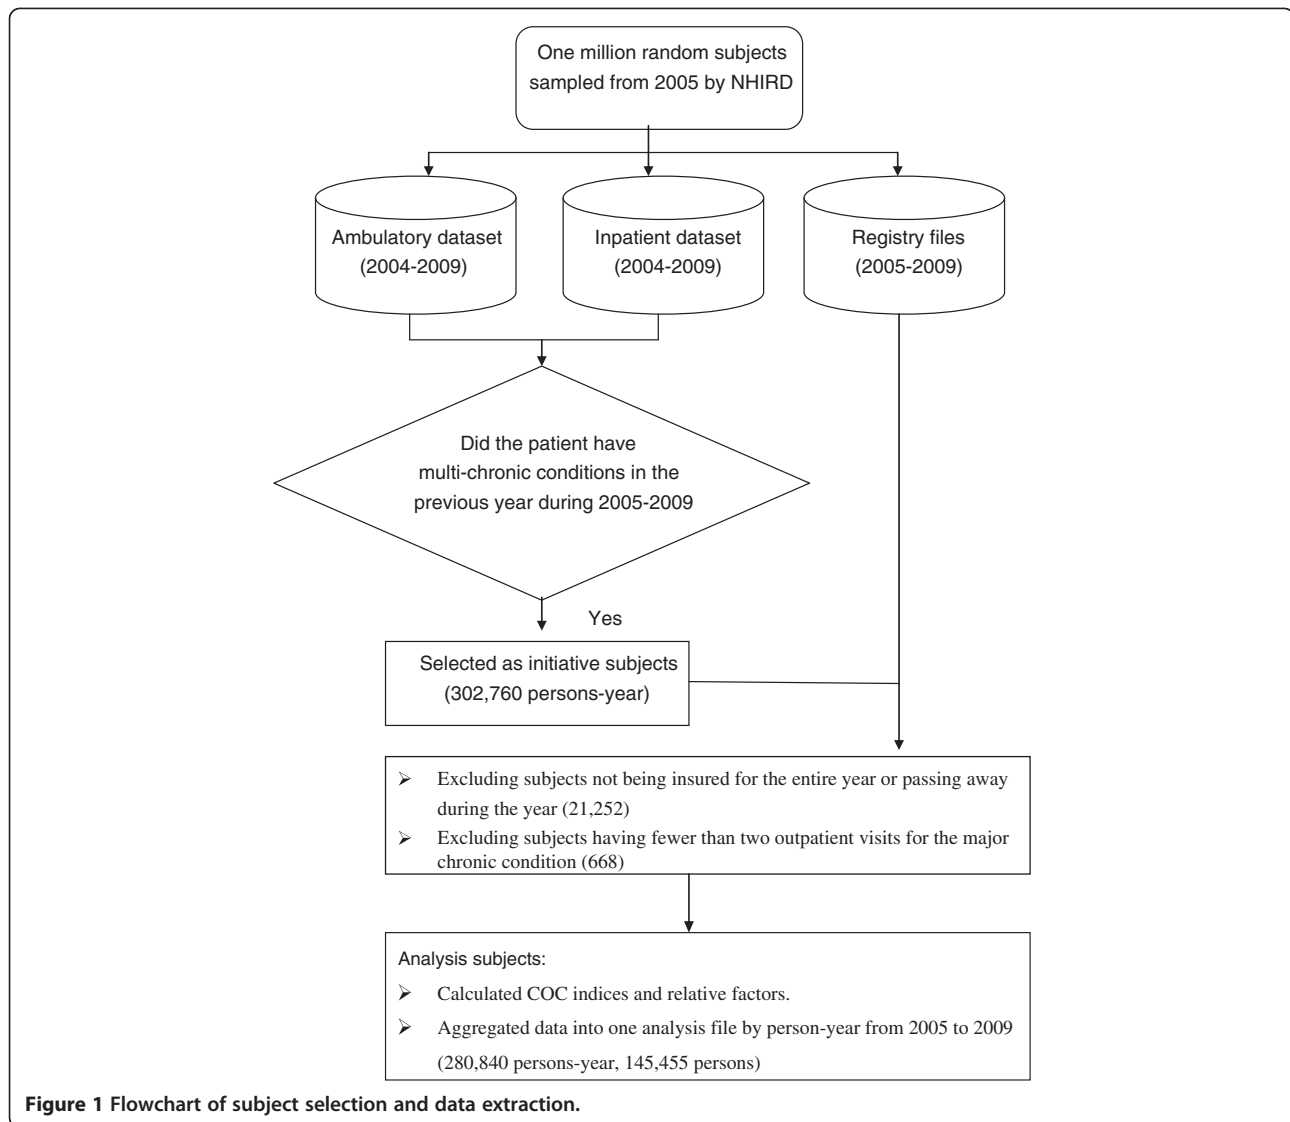 One million random subjects
sampled from 2005 by NHIRD
Ambulatory dataset
(2004-2009)
Inpatient dataset
(2004-2009)
Registry files
(2005-2009)
Did the patient have
multi-chronic conditions in the
previous year during 2005-2009
Yes
Selected as initiative subjects
(302,760 persons-year)
➢ Excluding subjects not being insured for the entire year or passing away
during the year (21,252)
➢ Excluding subjects having fewer than two outpatient visits for the major
chronic condition (668)
Analysis subjects:
➢ Calculated COC indices and relative factors.
➢ Aggregated data into one analysis file by person-year from 2005 to 2009
(280,840 persons-year, 145,455 persons)
Figure 1 Flowchart of subject selection and data extraction.